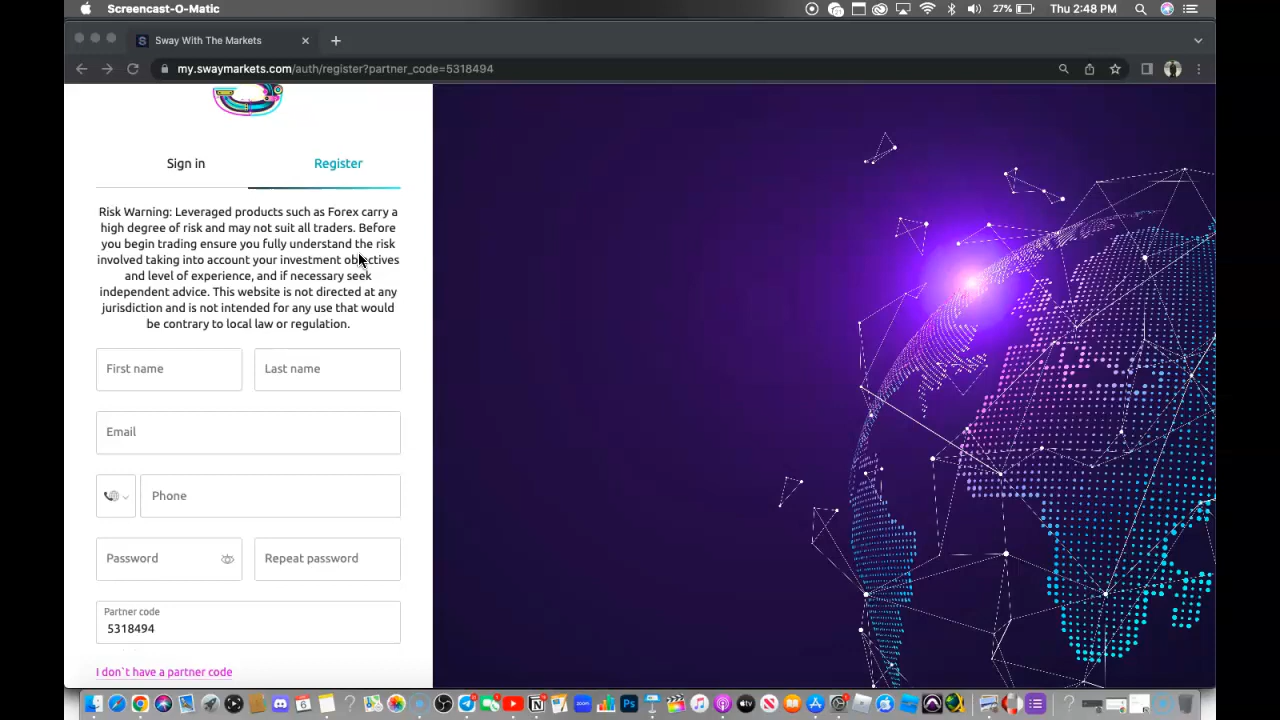 Screencast-O-Matic
27%
Thu 2:48 PM
Sway With The Markets
my.swaymarkets.com/auth/register?partner_code=5318494
Sign in
Register
Risk Warning: Leveraged products such as Forex carry a
high degree of risk and may not suit all traders. Before
you begin trading ensure you fully understand the risk
involved taking into account your investment objectives
and level of experience, and if necessary seek
independent advice. This website is not directed at any
jurisdiction and is not intended for any use that would
be contrary to local law or regulation.
First name
Last name
Email
Phone
Password
Repeat password
Partner code
5318494
I don`t have a partner code